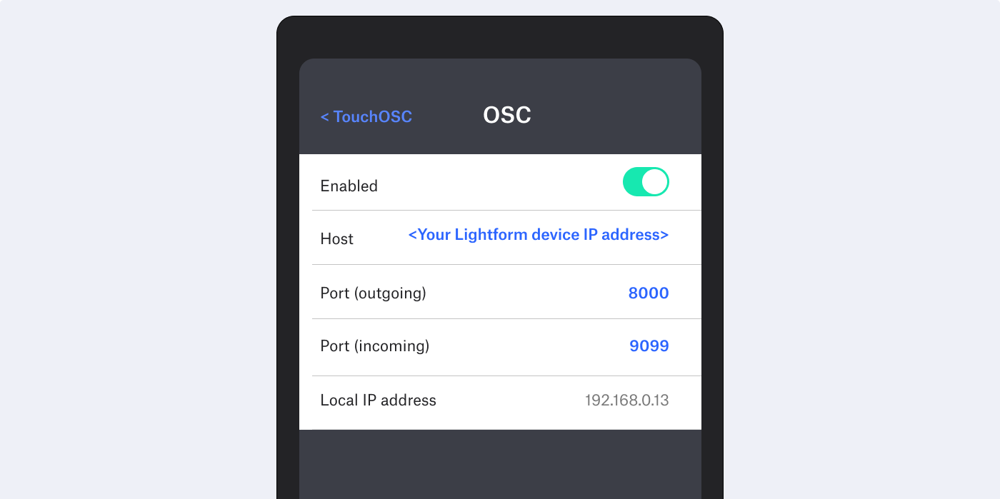 < TouchOSC OSC
Enabled
Host <Your Lightform device IP address>
Port (outgoing) 8000
Port (incoming) 9099
Local IP address 192.168.0.13